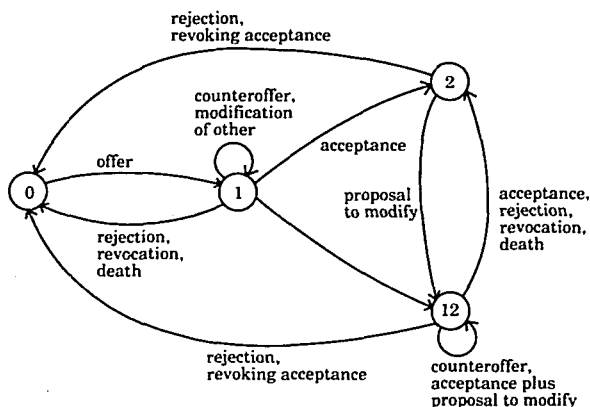 rejection,
revoking acceptance
2
counteroffer,
modification
of other
acceptance
offer
0
1
proposal
to modify
acceptance,
rejection,
revocation,
death
rejection,
revocation,
death
12
rejection,
revoking acceptance
counteroffer,
acceptance plus
proposal to modify